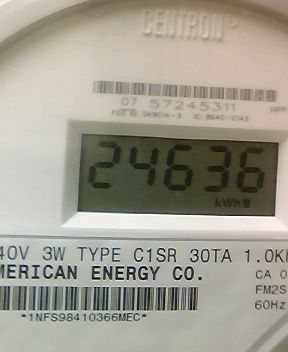 CENTRON
07 57245311
24636
kWh
40V 3W TYPE C1SR 30TA 1.0K
MERICAN ENERGY CO.
CA 0
FM2S
60Hz
*1NFS98410366MEC*